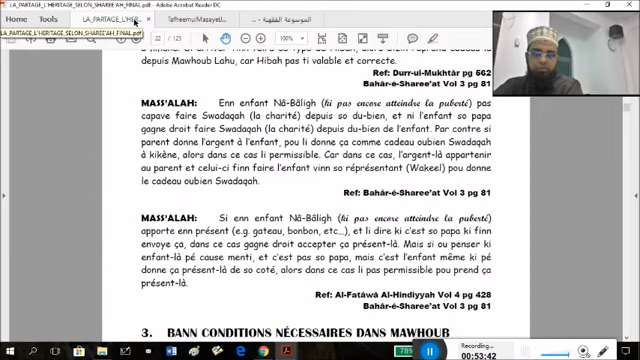 LA_PARTAGE_L'HERITAGE_SELON_SHAREE'AH_FINAL.pdf - Adobe Acrobat Reader DC
Home Tools LA_PARTAGE_L'HER... × TafheemulMasayel... الموسوعة الفقهية - ...
LA_PARTAGE_L'HERITAGE_SELON_SHAREE'AH_FINAL.pdf
22 / 125
depuis Mawhoub Lahu, car Hibah pas ti valable et correcte.
Ref: Durr-ul-Mukhtâr pg 562
Bahâr-é-Sharee'at Vol 3 pg 81
MASS'ALAH: Enn enfant Nâ-Bâligh (ki pas encore atteindre la puberté) pas
capave faire Swadaqah (la charité) depuis so du-bien, et ni l'enfant so papa
gagne droit faire Swadaqah (la charité) depuis du-bien de l'enfant. Par contre si
parent donne l'argent à l'enfant, pou li donne ça comme cadeau oubien Swadaqah
à kikène, alors dans ce cas li permissible. Car dans ce cas, l'argent-là appartenir
au parent et celui-ci finn faire l'enfant vinn so représentant (Wakeel) pou donne
le cadeau oubien Swadaqah.
Ref: Bahâr-é-Sharee'at Vol 3 pg 81
MASS'ALAH: Si enn enfant Nâ-Bâligh (ki pas encore atteindre la puberté)
apporte enn présent (e.g. gateau, bonbon, etc...), et li dire ki c'est so papa ki finn
envoye ça, dans ce cas gagne droit accepter ça présent-là. Mais si ou penser ki
enfant-là pé cause menti, et c'est pas so papa, mais c'est l'enfant même ki pé
donne ça présent-là de so coté, alors dans ce cas li pas permissible pou prend ça
présent-là.
Ref: Al-Fatâwâ Al-Hindiyyah Vol 4 pg 428
Bahâr-é-Sharee'at Vol 3 pg 81
3. BANN CONDITIONS NÉCESSAIRES DANS MAWHOUB
Recording...
00:53:42
78%